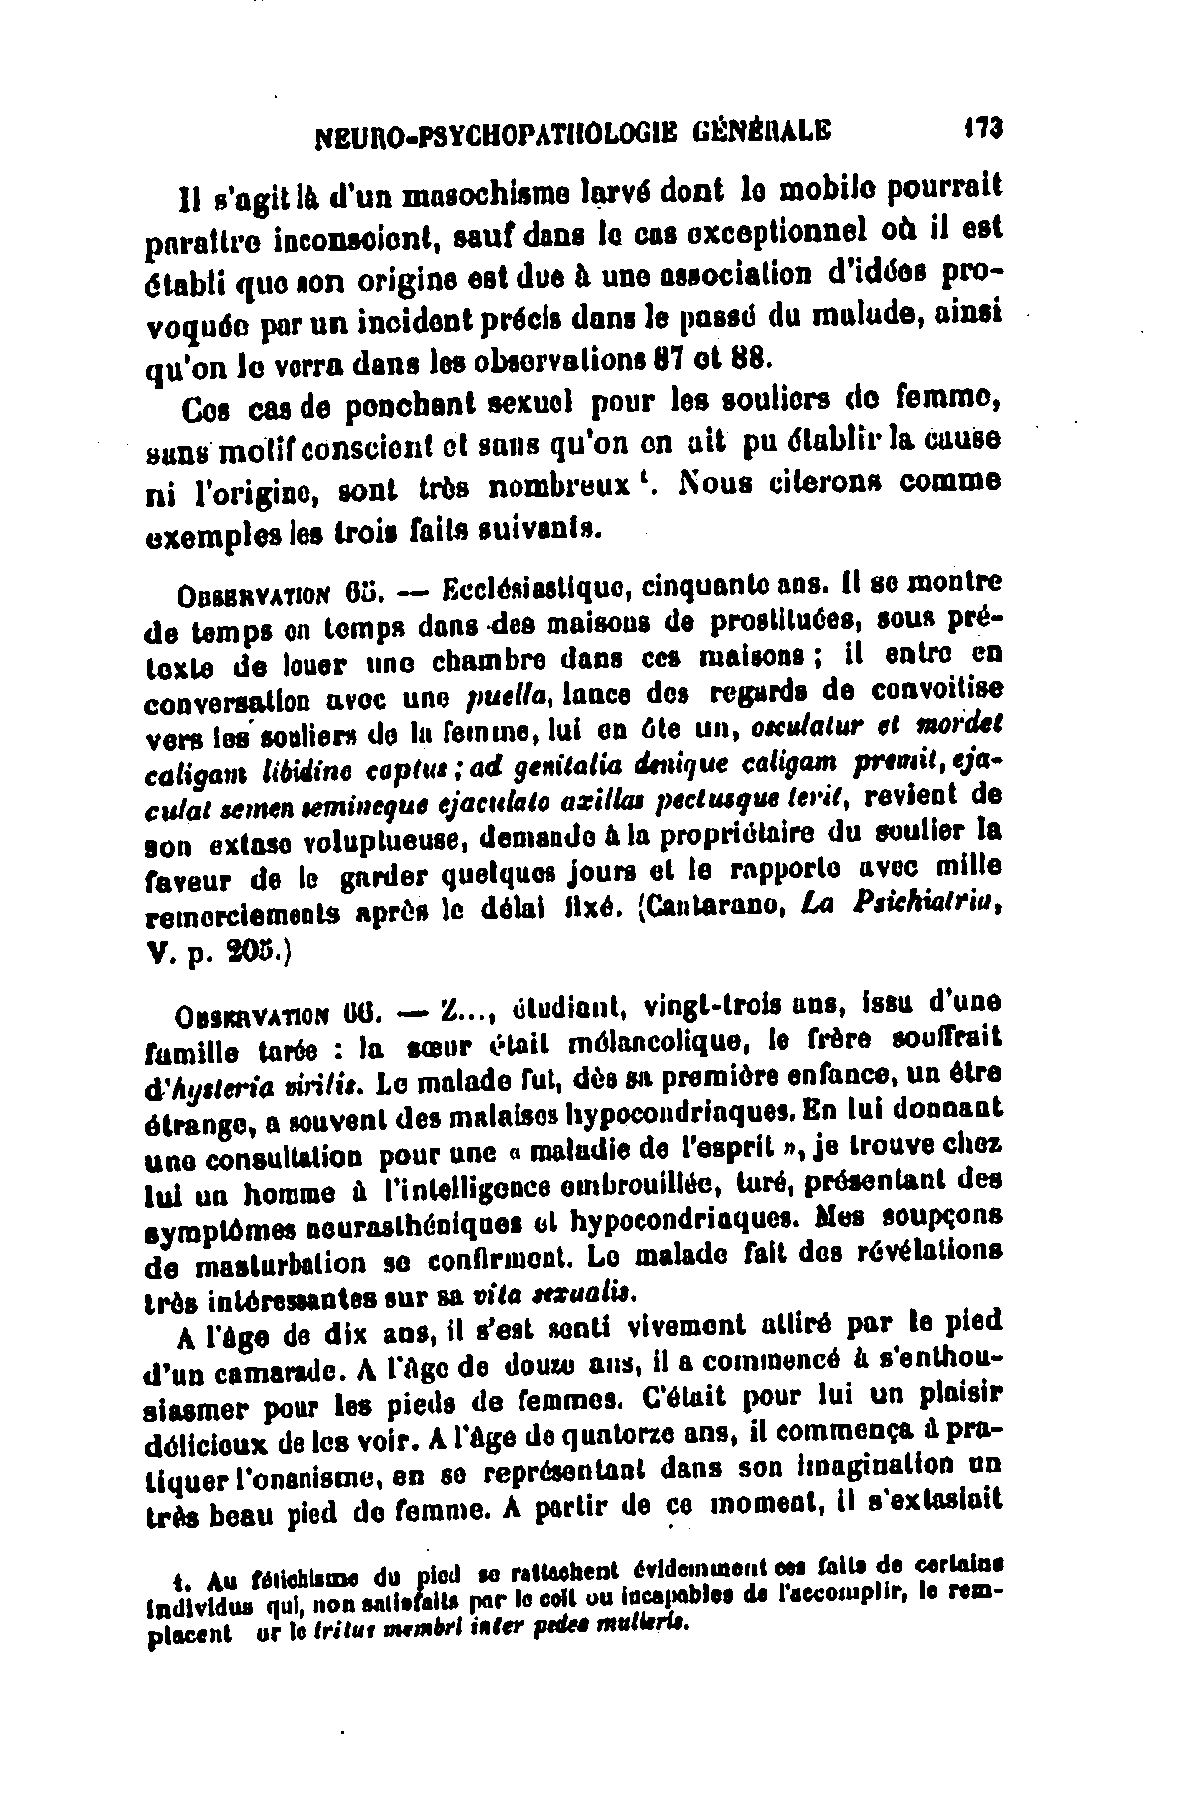 NEURO-PSYCHOPATHOLOGIE GÉNÉRALE 173
Il s'agit là d'un masochisme larvé dont le mobile pourrait
paraître inconscient, sauf dans le cas exceptionnel où il est
établi que son origine est due à une association d'idées pro-
voquée par un incident précis dans le passé du malade, ainsi
qu'on le verra dans les observations 87 et 88.
Ces cas de penchant sexuel pour les souliers de femme,
sans motif conscient et sans qu'on en ait pu établir la cause
ni l'origine, sont très nombreux ¹. Nous citerons comme
exemples les trois faits suivants.
OBSERVATION 65. — Ecclésiastique, cinquante ans. Il se montre
de temps en temps dans des maisons de prostituées, sous pré-
texte de louer une chambre dans ces maisons ; il entre en
conversation avec une puella, lance des regards de convoitise
vers les souliers de la femme, lui en ôte un, osculatur et mordet
caligam libidine captus ; ad genitalia denique caligam premit, eja-
culat semen semineque ejaculato axillas pectusque terit, revient de
son extase voluptueuse, demande à la propriétaire du soulier la
faveur de le garder quelques jours et le rapporte avec mille
remerciements après le délai fixé. (Cantarano, La Psichiatria,
V. p. 205.)
OBSERVATION 66. — Z..., étudiant, vingt-trois ans, issu d'une
famille tarée : la sœur était mélancolique, le frère souffrait
d'hysteria virilis. Le malade fut, dès sa première enfance, un être
étrange, a souvent des malaises hypocondriaques. En lui donnant
une consultation pour une « maladie de l'esprit », je trouve chez
lui un homme à l'intelligence embrouillée, taré, présentant des
symptômes neurasthéniques et hypocondriaques. Mes soupçons
de masturbation se confirment. Le malade fait des révélations
très intéressantes sur sa vita sexualis.
A l'âge de dix ans, il s'est senti vivement attiré par le pied
d'un camarade. A l'âge de douze ans, il a commencé à s'enthou-
siasmer pour les pieds de femmes. C'était pour lui un plaisir
délicieux de les voir. A l'âge de quatorze ans, il commença à pra-
tiquer l'onanisme, en se représentant dans son imagination un
très beau pied de femme. A partir de ce moment, il s'extasiait
1. Au fétichisme du pied se rattachent évidemment ces faits de certains
individus qui, non satisfaits par le coït ou incapables de l'accomplir, le rem-
placent ur le tritus membri inter pedes mulieris.